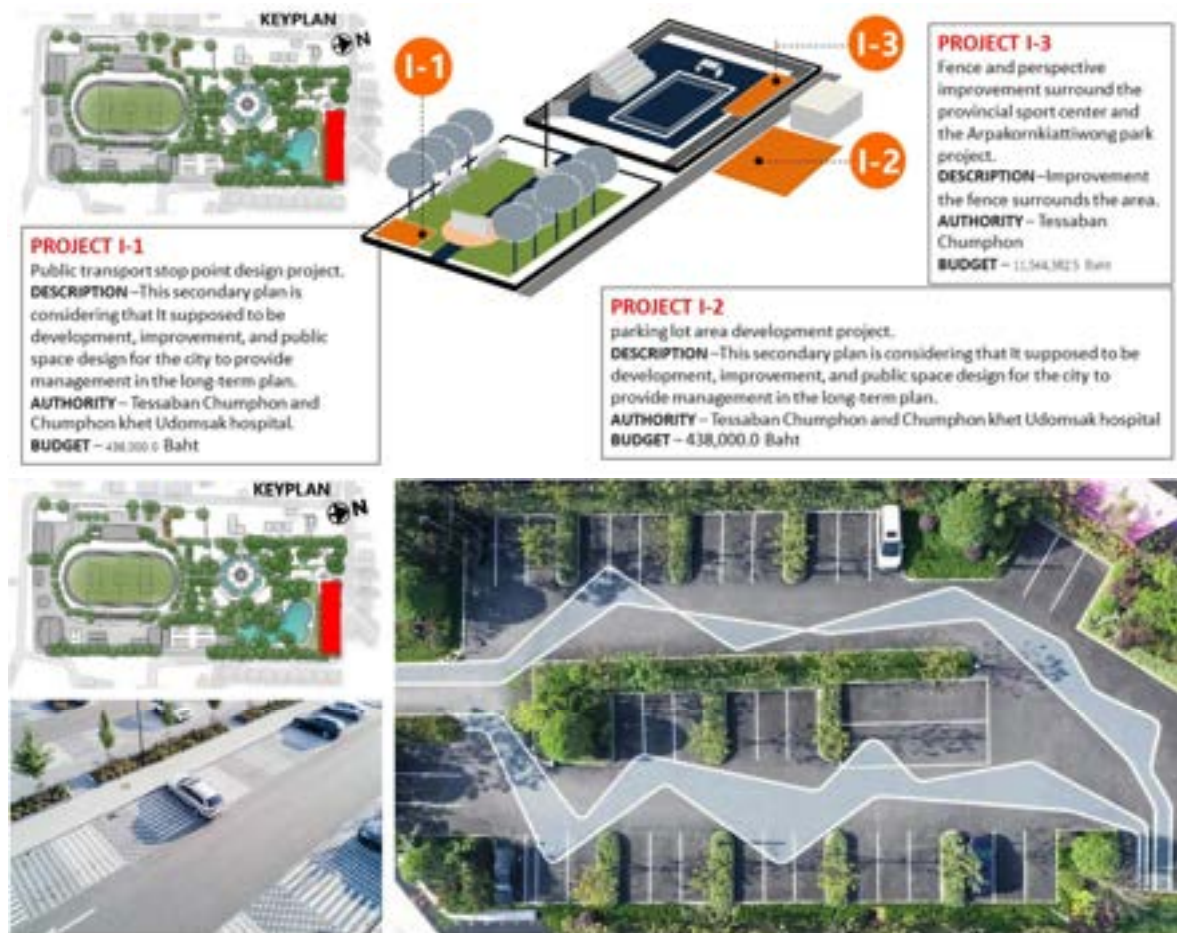 KEYPLAN
N
I-1
I-3
I-2
PROJECT I-3
Fence and perspective
improvement surround the
provincial sport center and
the Arpakornkiattiwong park
project.
DESCRIPTION –Improvement
the fence surrounds the area.
AUTHORITY – Tessaban
Chumphon
BUDGET – Baht
PROJECT I-1
Public transport stop point design project.
DESCRIPTION –This secondary plan is
considering that It supposed to be
development, improvement, and public
space design for the city to provide
management in the long-term plan.
AUTHORITY – Tessaban Chumphon and
Chumphon khet Udomsak hospital.
BUDGET – Baht
PROJECT I-2
parking lot area development project.
DESCRIPTION –This secondary plan is considering that It supposed to be
development, improvement, and public space design for the city to
provide management in the long-term plan.
AUTHORITY – Tessaban Chumphon and Chumphon khet Udomsak hospital
BUDGET – 438,000.0 Baht
KEYPLAN
N